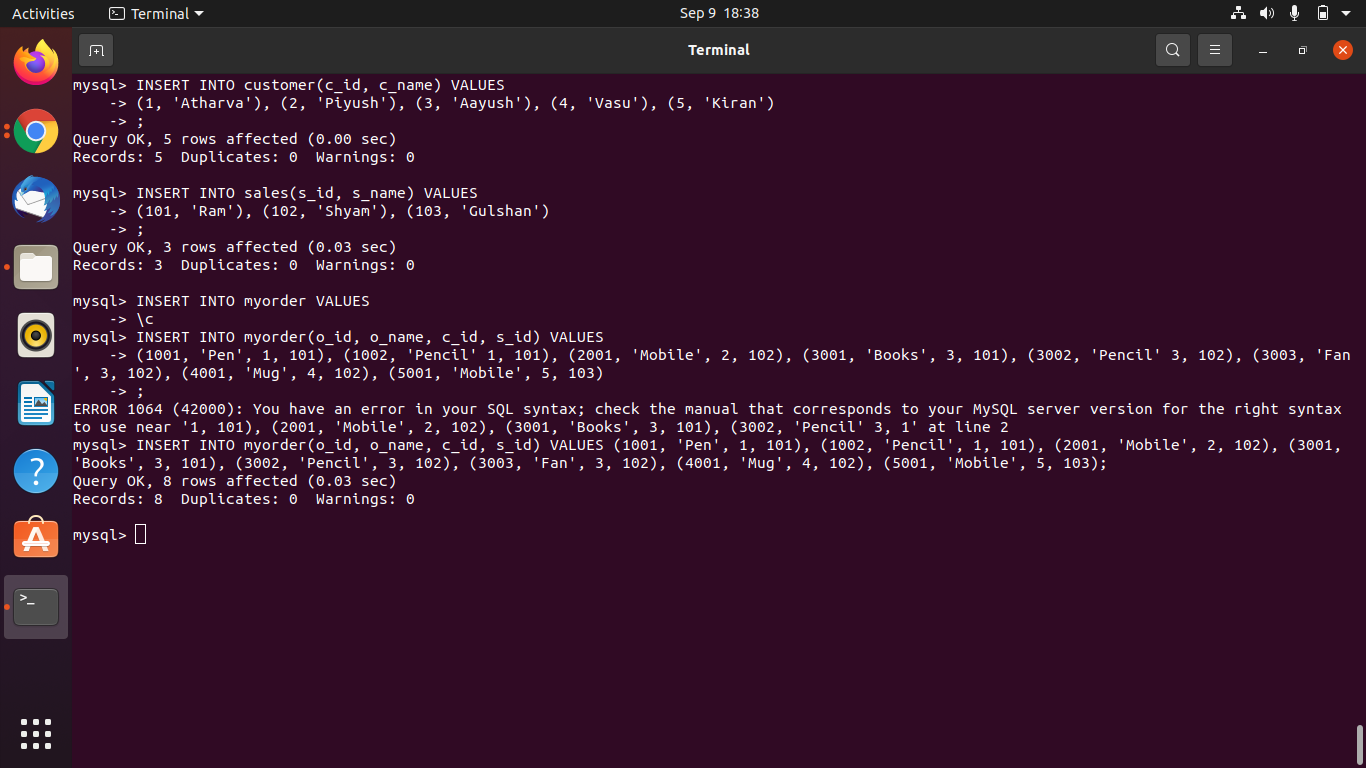 Activities
Terminal
Sep 9 18:38
Terminal
mysql> INSERT INTO customer(c_id, c_name) VALUES
    -> (1, 'Atharva'), (2, 'Piyush'), (3, 'Aayush'), (4, 'Vasu'), (5, 'Kiran')
    -> ;
Query OK, 5 rows affected (0.00 sec)
Records: 5  Duplicates: 0  Warnings: 0
mysql> INSERT INTO sales(s_id, s_name) VALUES
    -> (101, 'Ram'), (102, 'Shyam'), (103, 'Gulshan')
    -> ;
Query OK, 3 rows affected (0.03 sec)
Records: 3  Duplicates: 0  Warnings: 0
mysql> INSERT INTO myorder VALUES
    -> \c
mysql> INSERT INTO myorder(o_id, o_name, c_id, s_id) VALUES
    -> (1001, 'Pen', 1, 101), (1002, 'Pencil' 1, 101), (2001, 'Mobile', 2, 102), (3001, 'Books', 3, 101), (3002, 'Pencil' 3, 102), (3003, 'Fan
', 3, 102), (4001, 'Mug', 4, 102), (5001, 'Mobile', 5, 103)
    -> ;
ERROR 1064 (42000): You have an error in your SQL syntax; check the manual that corresponds to your MySQL server version for the right syntax
to use near '1, 101), (2001, 'Mobile', 2, 102), (3001, 'Books', 3, 101), (3002, 'Pencil' 3, 1' at line 2
mysql> INSERT INTO myorder(o_id, o_name, c_id, s_id) VALUES (1001, 'Pen', 1, 101), (1002, 'Pencil', 1, 101), (2001, 'Mobile', 2, 102), (3001,
'Books', 3, 101), (3002, 'Pencil', 3, 102), (3003, 'Fan', 3, 102), (4001, 'Mug', 4, 102), (5001, 'Mobile', 5, 103);
Query OK, 8 rows affected (0.03 sec)
Records: 8  Duplicates: 0  Warnings: 0
mysql>